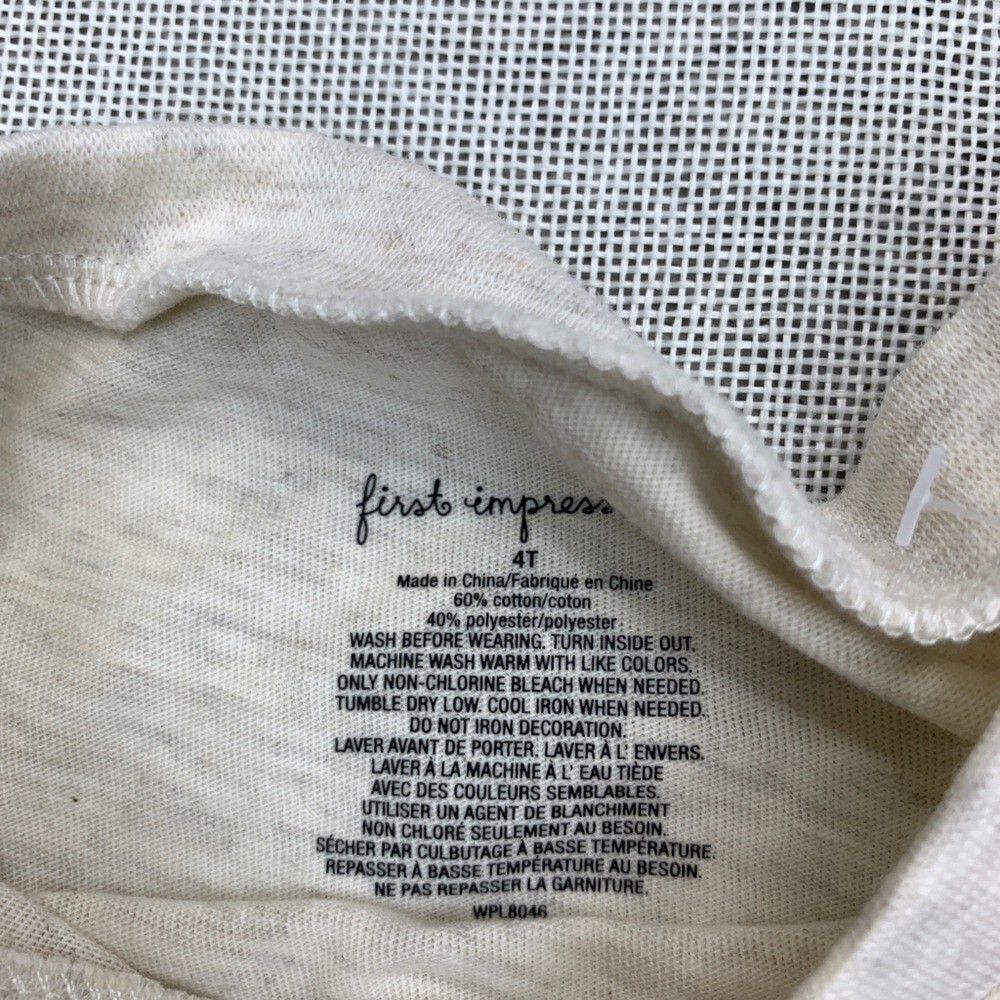 first impress
4T
Made in China/Fabriqué en Chine
60% cotton/coton
40% polyester/polyester
WASH BEFORE WEARING. TURN INSIDE OUT.
MACHINE WASH WARM WITH LIKE COLORS.
ONLY NON-CHLORINE BLEACH WHEN NEEDED.
TUMBLE DRY LOW. COOL IRON WHEN NEEDED.
DO NOT IRON DECORATION.
LAVER AVANT DE PORTER. LAVER À L' ENVERS.
LAVER À LA MACHINE À L' EAU TIÈDE
AVEC DES COULEURS SEMBLABLES.
UTILISER UN AGENT DE BLANCHIMENT
NON CHLORÉ SEULEMENT AU BESOIN.
SÉCHER PAR CULBUTAGE À BASSE TEMPÉRATURE.
REPASSER À BASSE TEMPÉRATURE AU BESOIN.
NE PAS REPASSER LA GARNITURE.
WPL8046